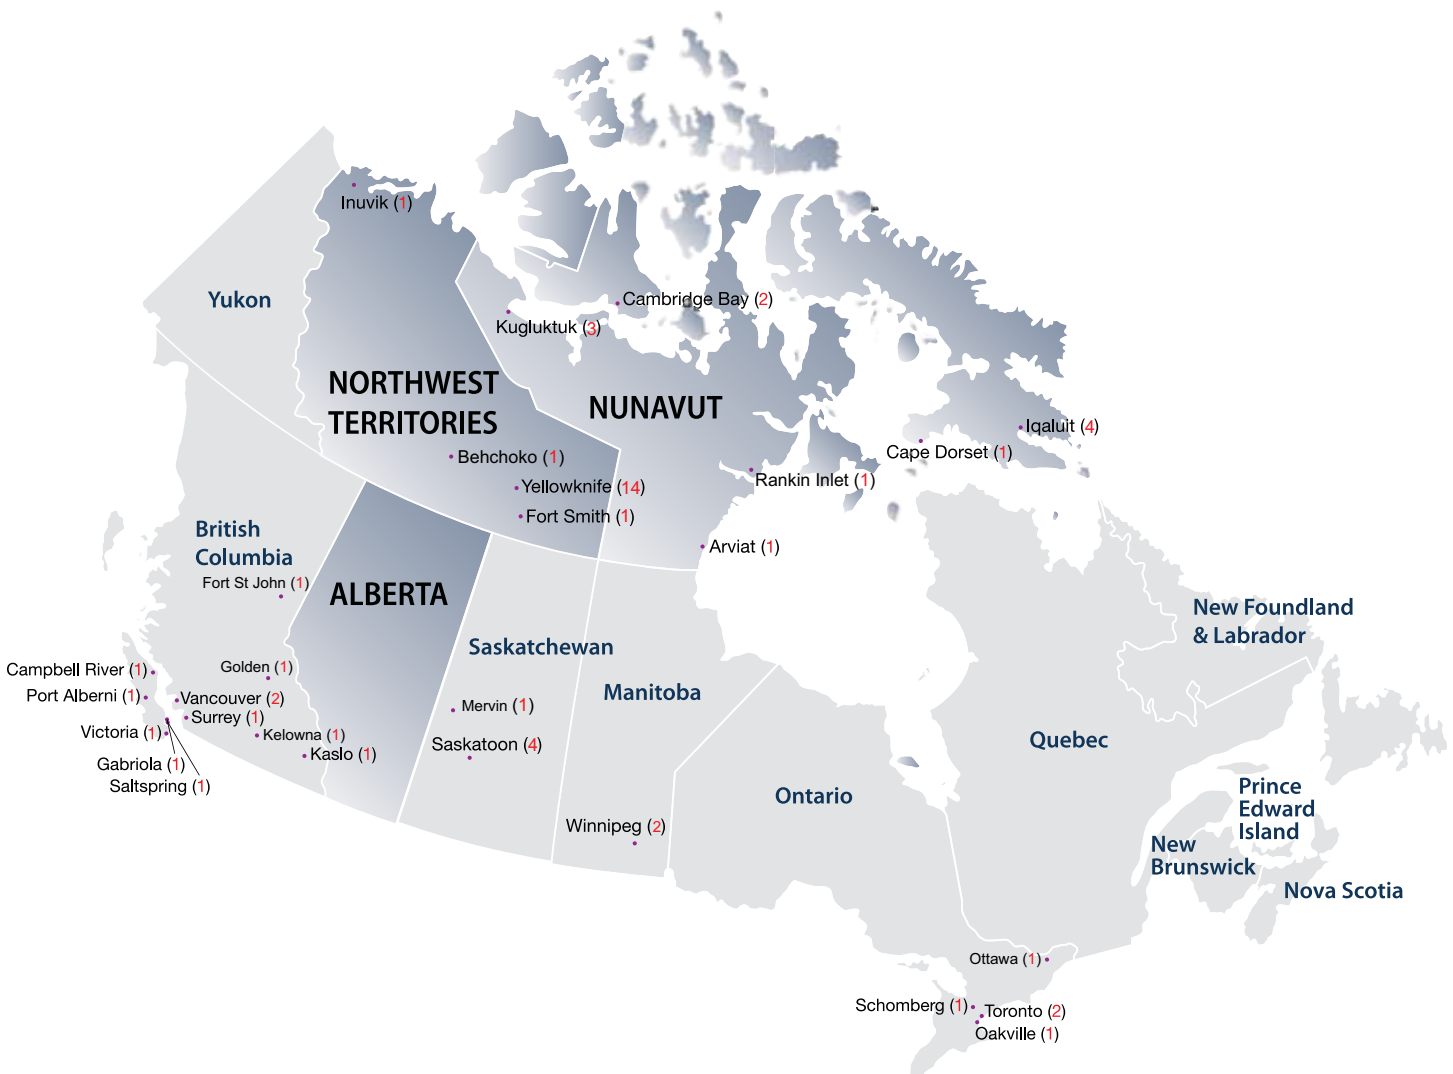 Inuvik (1)
Yukon
Cambridge Bay (2)
Kugluktuk (3)
NORTHWEST
TERRITORIES
NUNAVUT
Iqaluit (4)
Cape Dorset (1)
Behchoko (1)
Rankin Inlet (1)
Yellowknife (14)
Fort Smith (1)
Arviat (1)
British
Columbia
Fort St John (1)
ALBERTA
New Foundland
& Labrador
Saskatchewan
Manitoba
Campbell River (1)
Golden (1)
Port Alberni (1)
Vancouver (2)
Surrey (1)
Mervin (1)
Victoria (1)
Kelowna (1)
Kaslo (1)
Saskatoon (4)
Quebec
Gabriola (1)
Saltspring (1)
Ontario
Prince
Edward
Island
Winnipeg (2)
New
Brunswick
Nova Scotia
Ottawa (1)
Schomberg (1)
Toronto (2)
Oakville (1)